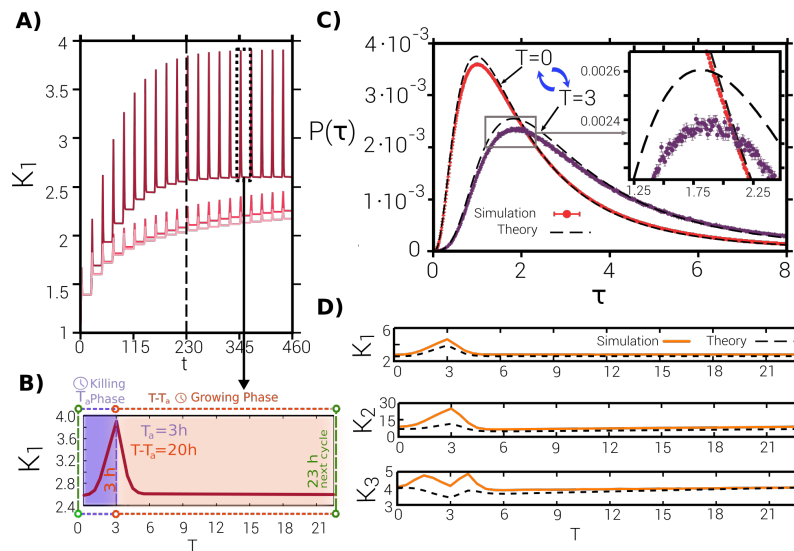 A)
4
3.5
3
2.5
2
1.5
1
K1
0
115
230
345
460
t
B)
Killing
TaPhase
T-Ta Growing Phase
4.0
3.6
3.2
2.8
2.4
K1
Ta=3h
T-Ta=20h
3 h
23 h
next cycle
0
3
6
9
12
15
18
21
T
C)
P(τ)
4·10-3
3·10-3
2·10-3
1·10-3
0
T=0
T=3
0.0026
0.0024
1.25
1.75
2.25
Simulation
Theory
0
2
4
6
8
τ
D)
K1
6
4
2
Simulation
Theory
0
3
6
9
12
15
18
21
K2
30
15
0
0
3
6
9
12
15
18
21
K3
5
4
3
0
3
6
9
12
15
18
21
T